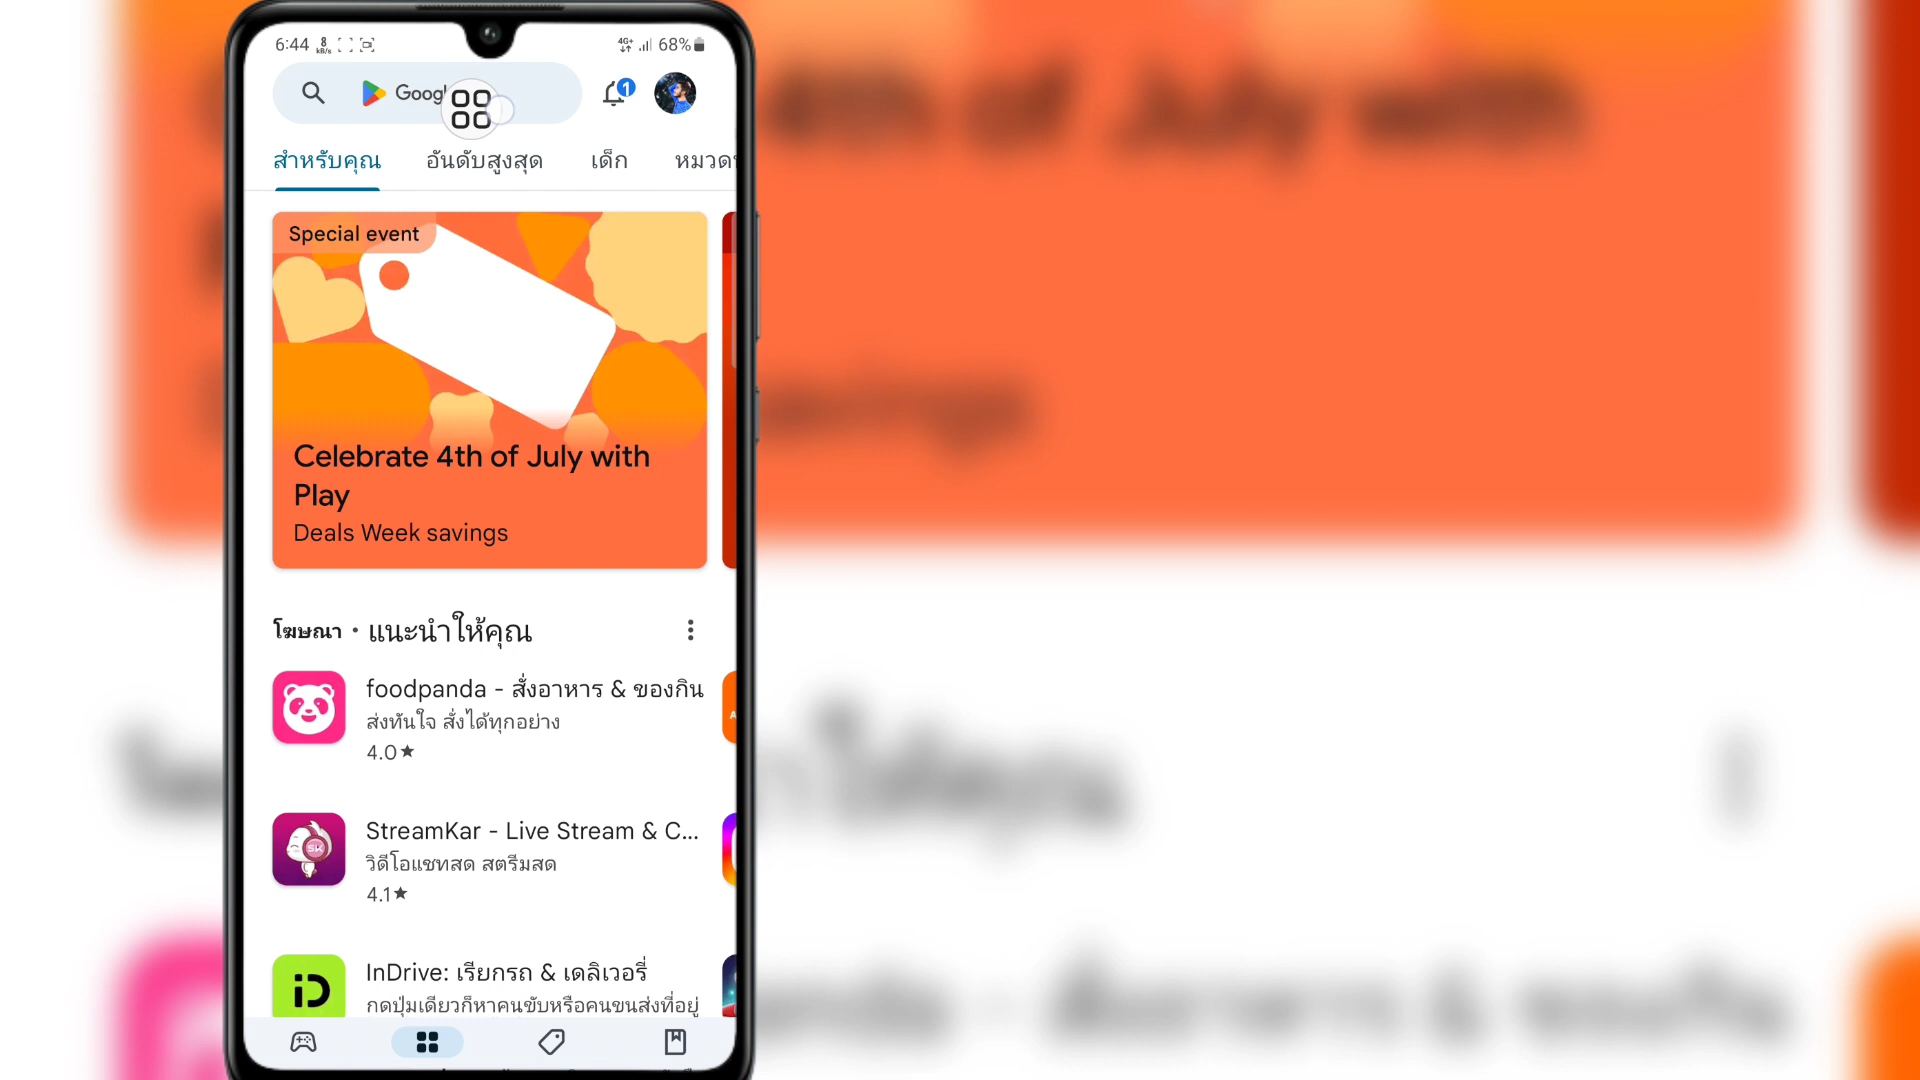 6:44 8 kB/s 4G+ 68%
Googl
1
สำหรับคุณ อันดับสูงสุด เด็ก
Special event
Celebrate 4th of July with
Play
Deals Week savings
โฆษณา • แนะนำให้คุณ
foodpanda - สั่งอาหาร & ของกิน
ส่งทันใจ สั่งได้ทุกอย่าง
4.0★
SK
StreamKar - Live Stream & C...
วิดีโอแชทสด สตรีมสด
4.1★
iD
InDrive: เรียกรถ & เดลิเวอรี่
กดปุ่มเดียวก็หาคนขับหรือคนขนส่งที่อยู่